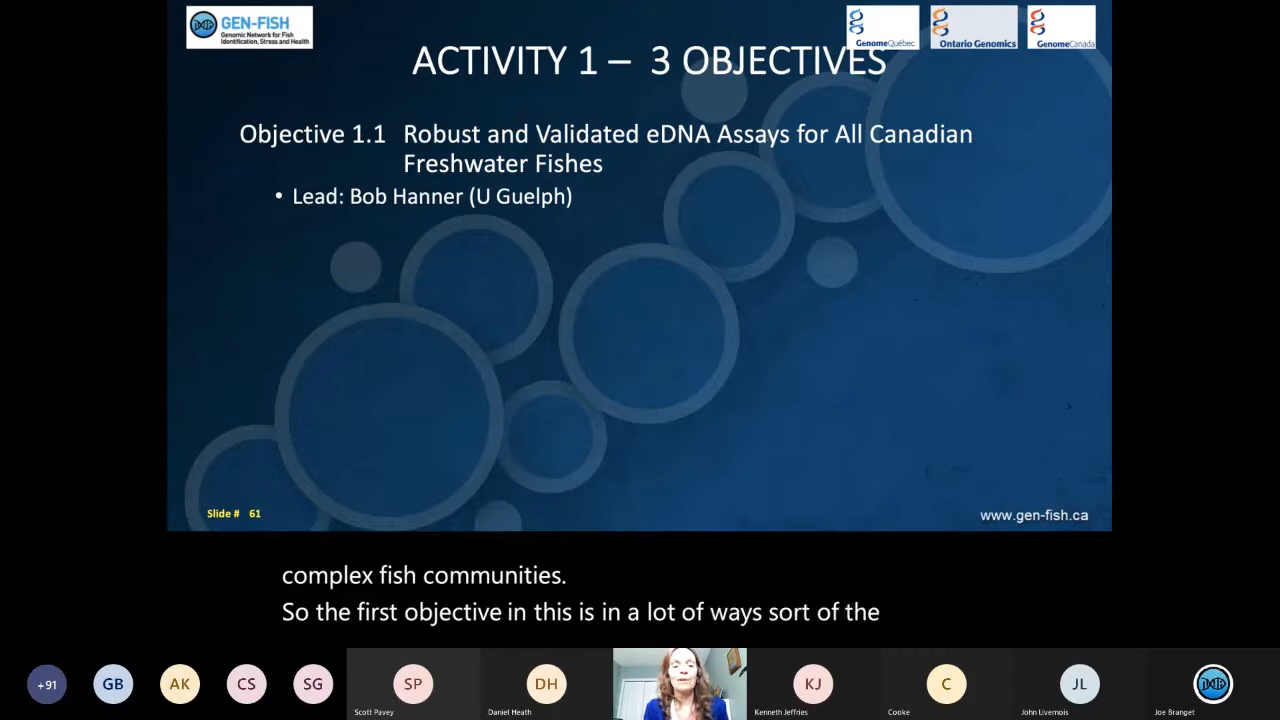 GEN-FISH
Genomic Network for Fish
Identification, Stress and Health
GenomeQuébec
Ontario Genomics
GenomeCanada
ACTIVITY 1 – 3 OBJECTIVES
Objective 1.1 Robust and Validated eDNA Assays for All Canadian
Freshwater Fishes
• Lead: Bob Hanner (U Guelph)
Slide # 61
www.gen-fish.ca
complex fish communities.
So the first objective in this is in a lot of ways sort of the
+91
GB
AK
CS
SG
SP
DH
KJ
C
JL
Scott Pavey
Daniel Heath
Kenneth Jeffries
Cooke
John Livernois
Joe Branget